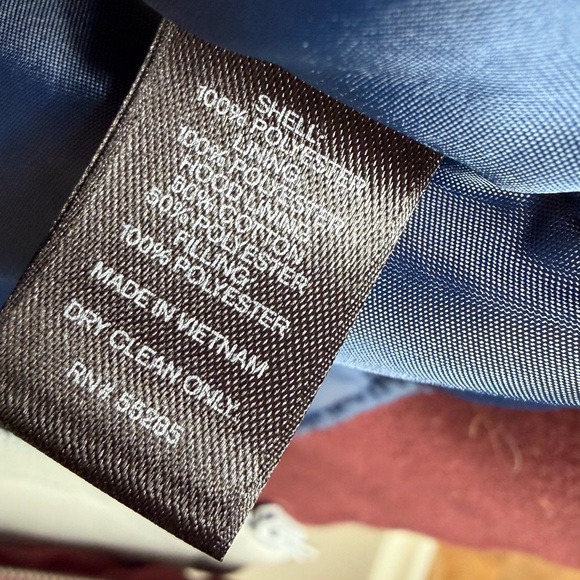 SHELL:
100% POLYESTER
LINING
100% POLYESTER
HOOD LINING
50% COTTON
50% POLYESTER
FILLING
100% POLYESTER
MADE IN VIETNAM
DRY CLEAN ONLY.
RN# 55285